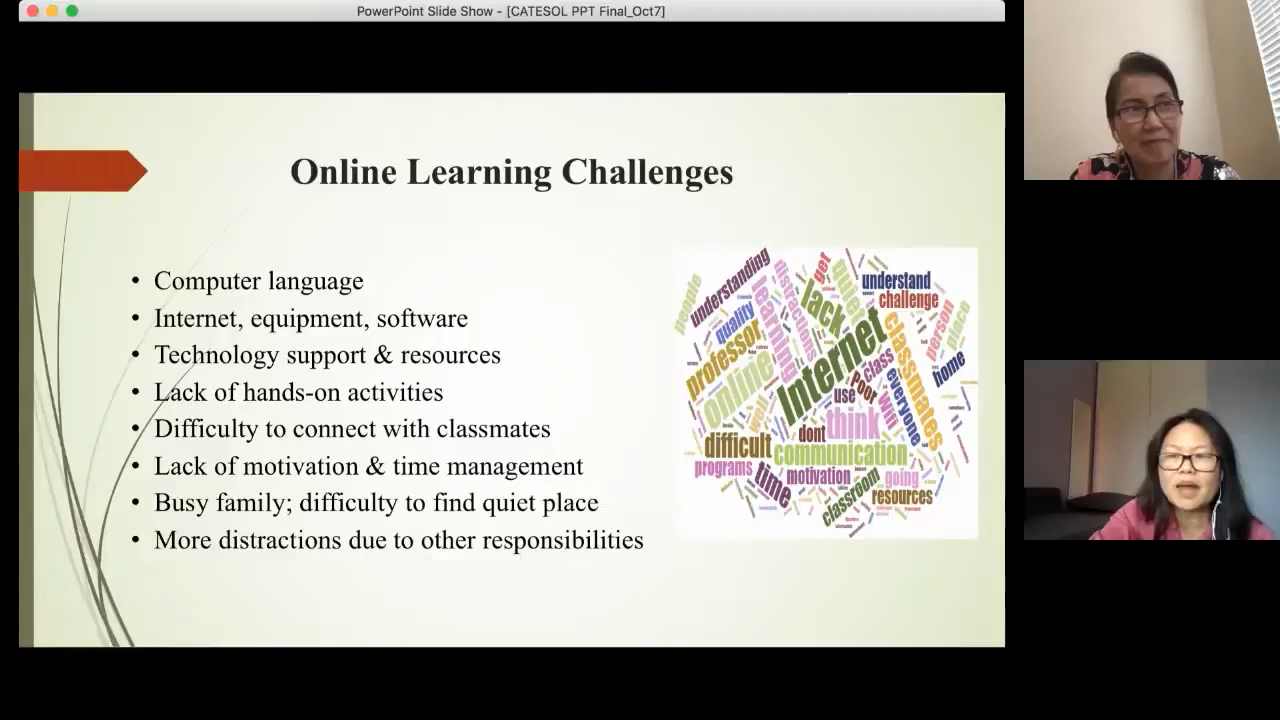 PowerPoint Slide Show - [CATESOL PPT Final_Oct7]
Online Learning Challenges
• Computer language
• Internet, equipment, software
• Technology support & resources
• Lack of hands-on activities
• Difficulty to connect with classmates
• Lack of motivation & time management
• Busy family; difficulty to find quiet place
• More distractions due to other responsibilities
people
understanding
quality
professor
online
learning
distractions
get
lack
quiet
Internet
understand
challenge
person
place
home
classmates
class
everyone
Poor
use
win
work
dont
think
difficult
communication
programs
time
motivation
going
classroom
resources